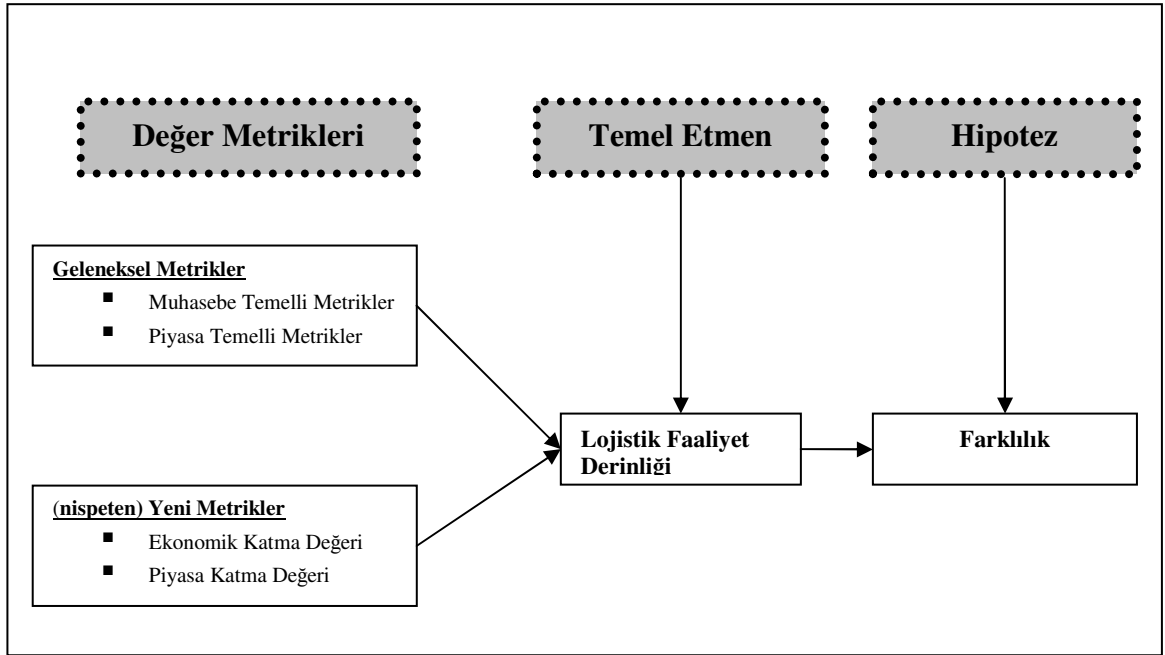 Değer Metrikleri
Temel Etmen
Hipotez
Geleneksel Metrikler
▪ Muhasebe Temelli Metrikler
▪ Piyasa Temelli Metrikler
Lojistik Faaliyet
Derinliği
Farklılık
(nispeten) Yeni Metrikler
▪ Ekonomik Katma Değeri
▪ Piyasa Katma Değeri